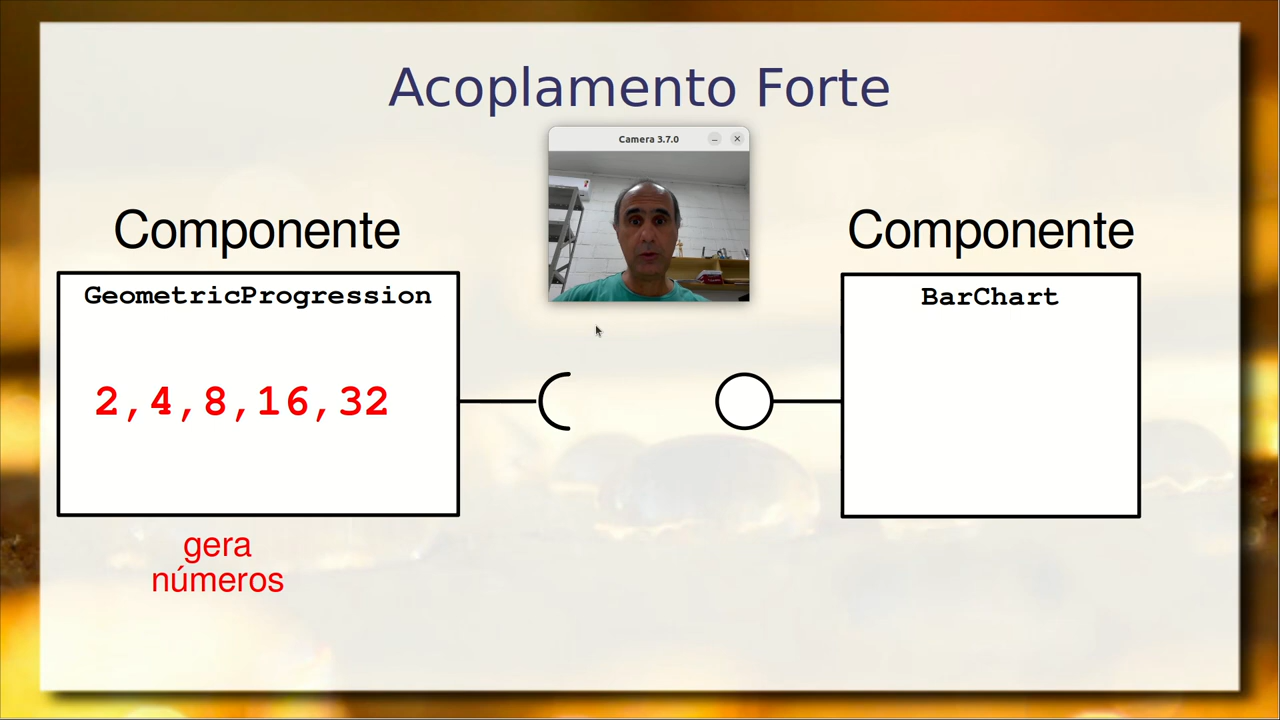 Acoplamento Forte
Camera 3.7.0
Componente
Componente
GeometricProgression
BarChart
2,4,8,16,32
gera
números